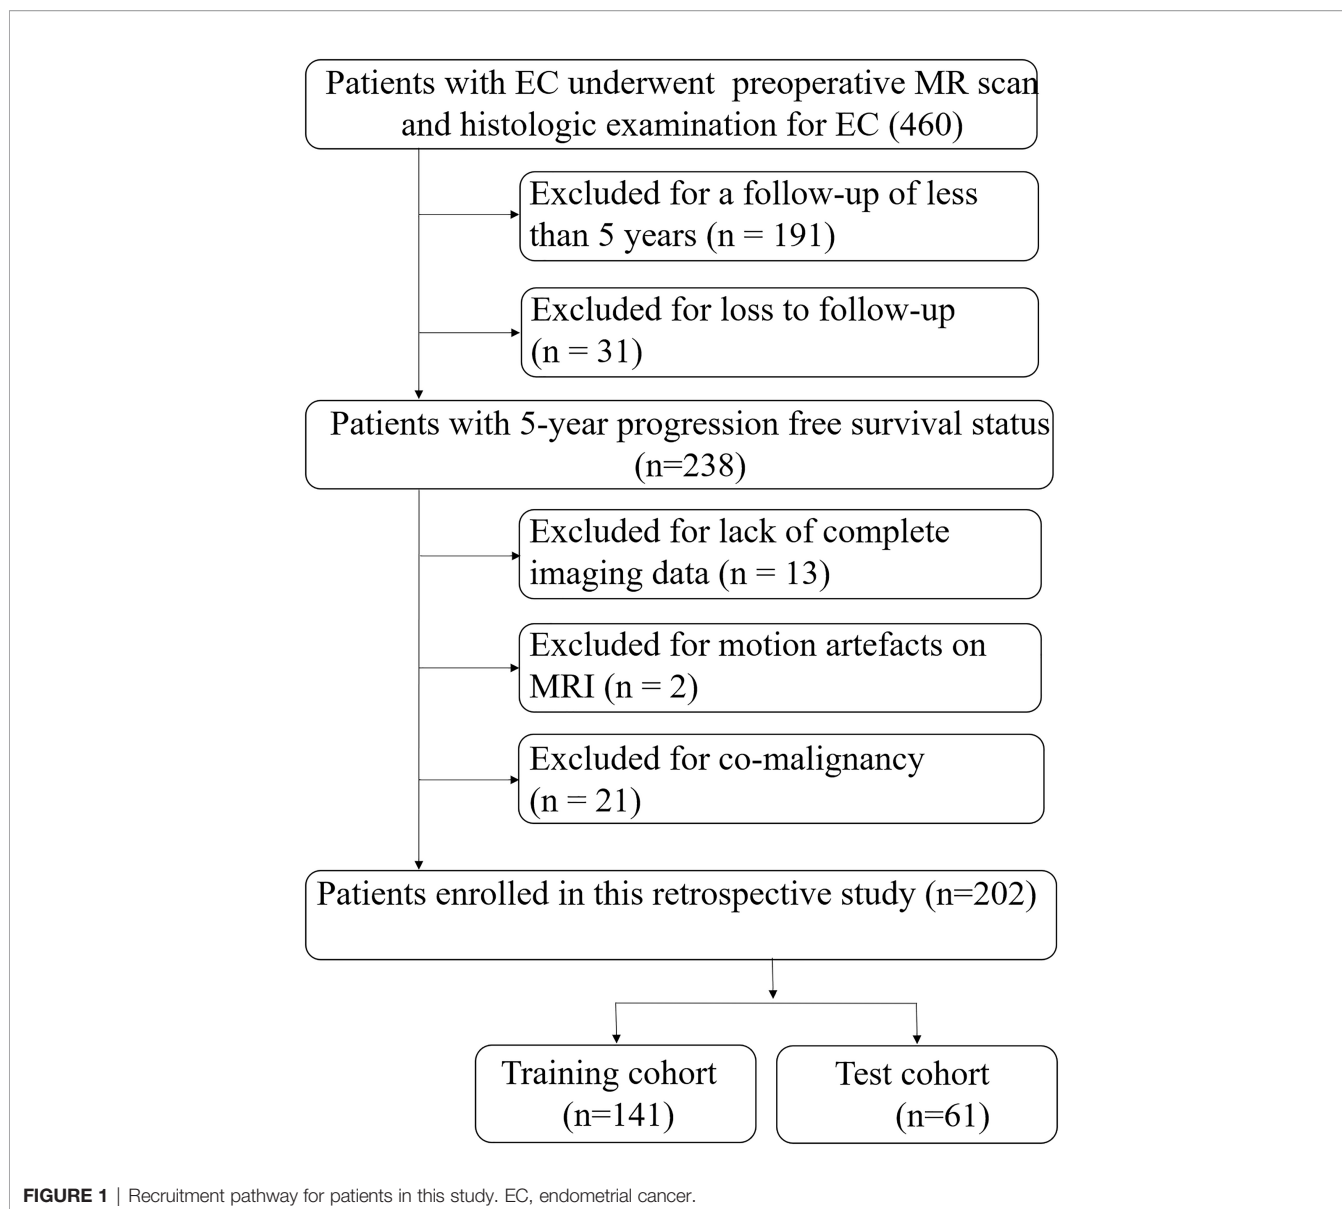 Patients with EC underwent preoperative MR scan
and histologic examination for EC (460)
Excluded for a follow-up of less
than 5 years (n = 191)
Excluded for loss to follow-up
(n = 31)
Patients with 5-year progression free survival status
(n=238)
Excluded for lack of complete
imaging data (n = 13)
Excluded for motion artefacts on
MRI (n = 2)
Excluded for co-malignancy
(n = 21)
Patients enrolled in this retrospective study (n=202)
Training cohort
(n=141)
Test cohort
(n=61)
FIGURE 1 | Recruitment pathway for patients in this study. EC, endometrial cancer.